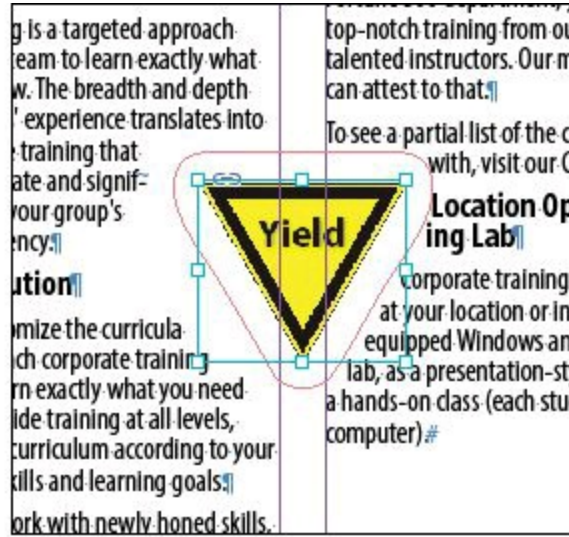 g is a targeted approach
team to learn exactly what
w. The breadth and depth
' experience translates into
training that
ate and signif-
your group's
ency.¶
ution¶
omize the curricula
ch corporate training
rn exactly what you need
ide training at all levels,
curriculum according to your
kills and learning goals.¶
ork with newly honed skills,
Yield
top-notch training from ou
talented instructors. Our m
can attest to that.¶
To see a partial list of the c
with, visit our C
Location Op
ing Lab¶
Corporate training
at your location or in
equipped Windows an
lab, as a presentation-st
a hands-on class (each stu
computer).#